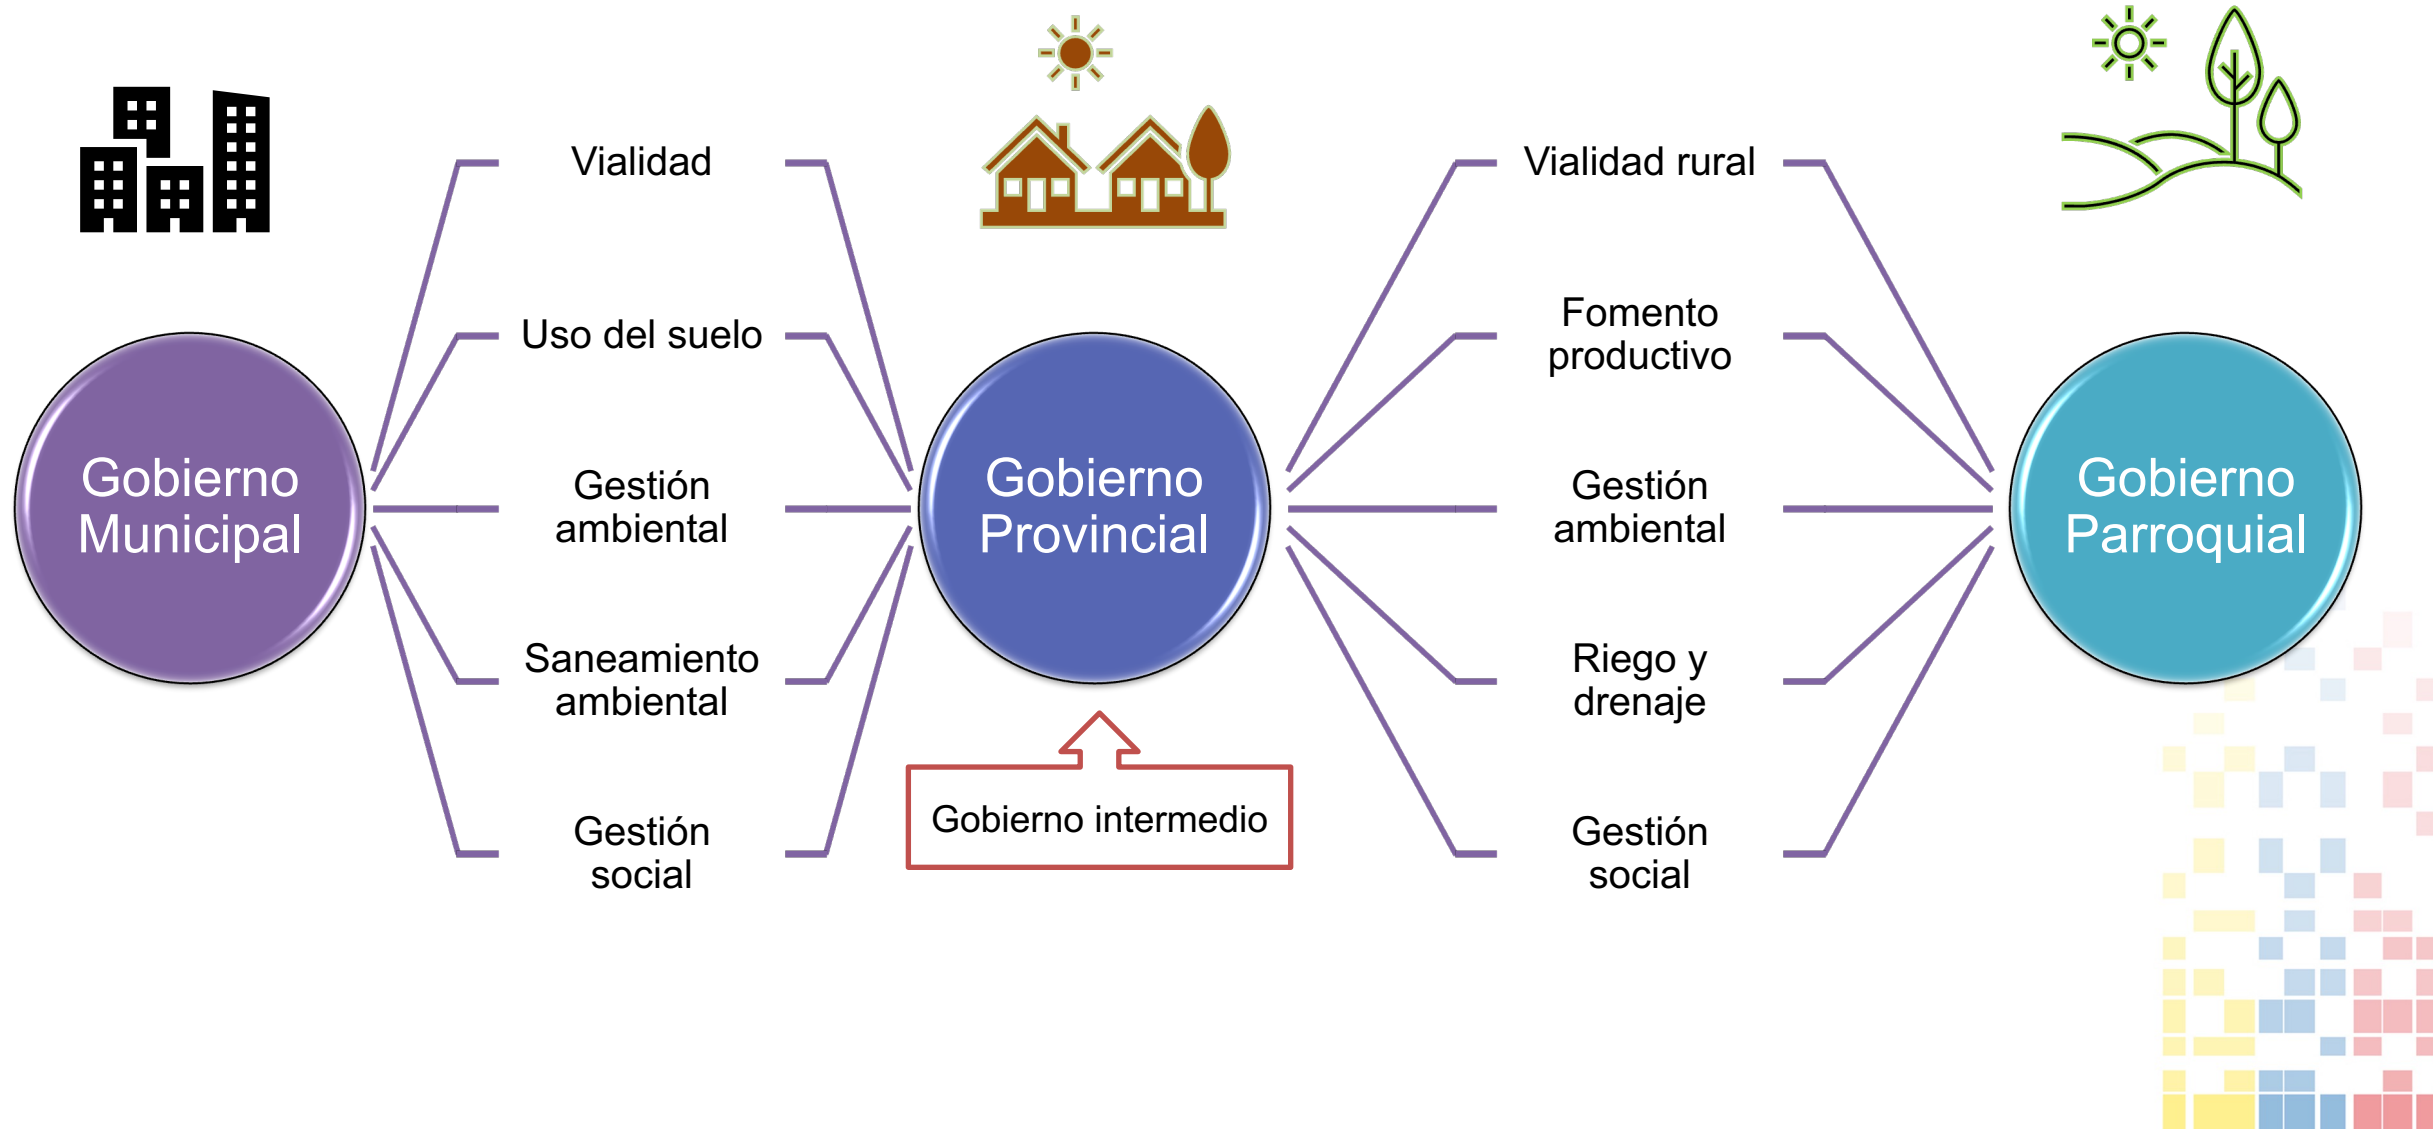 Gobierno
Municipal
Vialidad
Uso del suelo
Gestión
ambiental
Saneamiento
ambiental
Gestión
social
Gobierno
Provincial
Gobierno intermedio
Vialidad rural
Fomento
productivo
Gestión
ambiental
Riego y
drenaje
Gestión
social
Gobierno
Parroquial